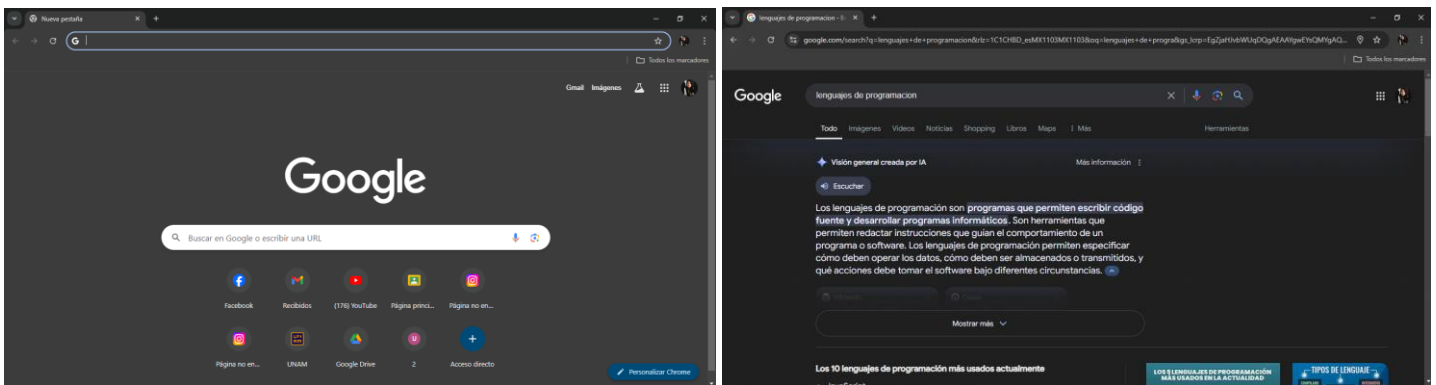 Nueva pestaña
G
Todos los marcadores
Gmail Imágenes
Google
Buscar en Google o escribir una URL
Facebook Recibidos (178) YouTube Página princi... Página no en...
Página no en... UNAM Google Drive 2 Acceso directo
U
Personalizar Chrome
lenguajes de programacion - B
google.com/search?q=lenguajes+de+programacion&rlz=1C1CHBD_esMX1103MX1103&oq=lenguajes+de+progra&gs_lcrp=
Todos los marcadores
Google
lenguajes de programacion
Todo Imágenes Videos Noticias Shopping Libros Maps Más Herramientas
Visión general creada por IA Más información
Escuchar
Los lenguajes de programación son programas que permiten escribir código
fuente y desarrollar programas informáticos. Son herramientas que
permiten redactar instrucciones que guían el comportamiento de un
programa o software. Los lenguajes de programación permiten especificar
cómo deben operar los datos, cómo deben ser almacenados o transmitidos, y
qué acciones debe tomar el software bajo diferentes circunstancias.
Mostrar más
Los 10 lenguajes de programación más usados actualmente
JavaScript
LOS 5 LENGUAJES DE PROGRAMACIÓN
MÁS USADOS EN LA ACTUALIDAD
TIPOS DE LENGUAJE